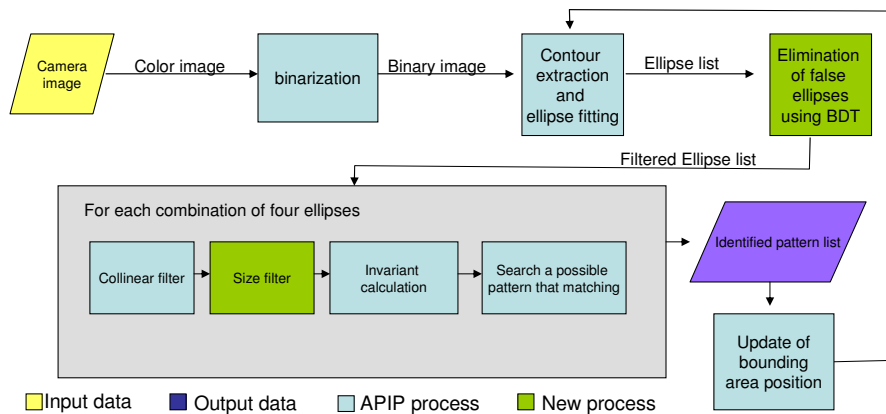 Camera
image
Color image
binarization
Binary image
Contour
extraction
and
ellipse fitting
Ellipse list
Elimination
of false
ellipses
using BDT
Filtered Ellipse list
For each combination of four ellipses
Collinear filter
Size filter
Invariant
calculation
Search a possible
pattern that matching
Identified pattern list
Update of
bounding
area position
Input data
Output data
APIP process
New process